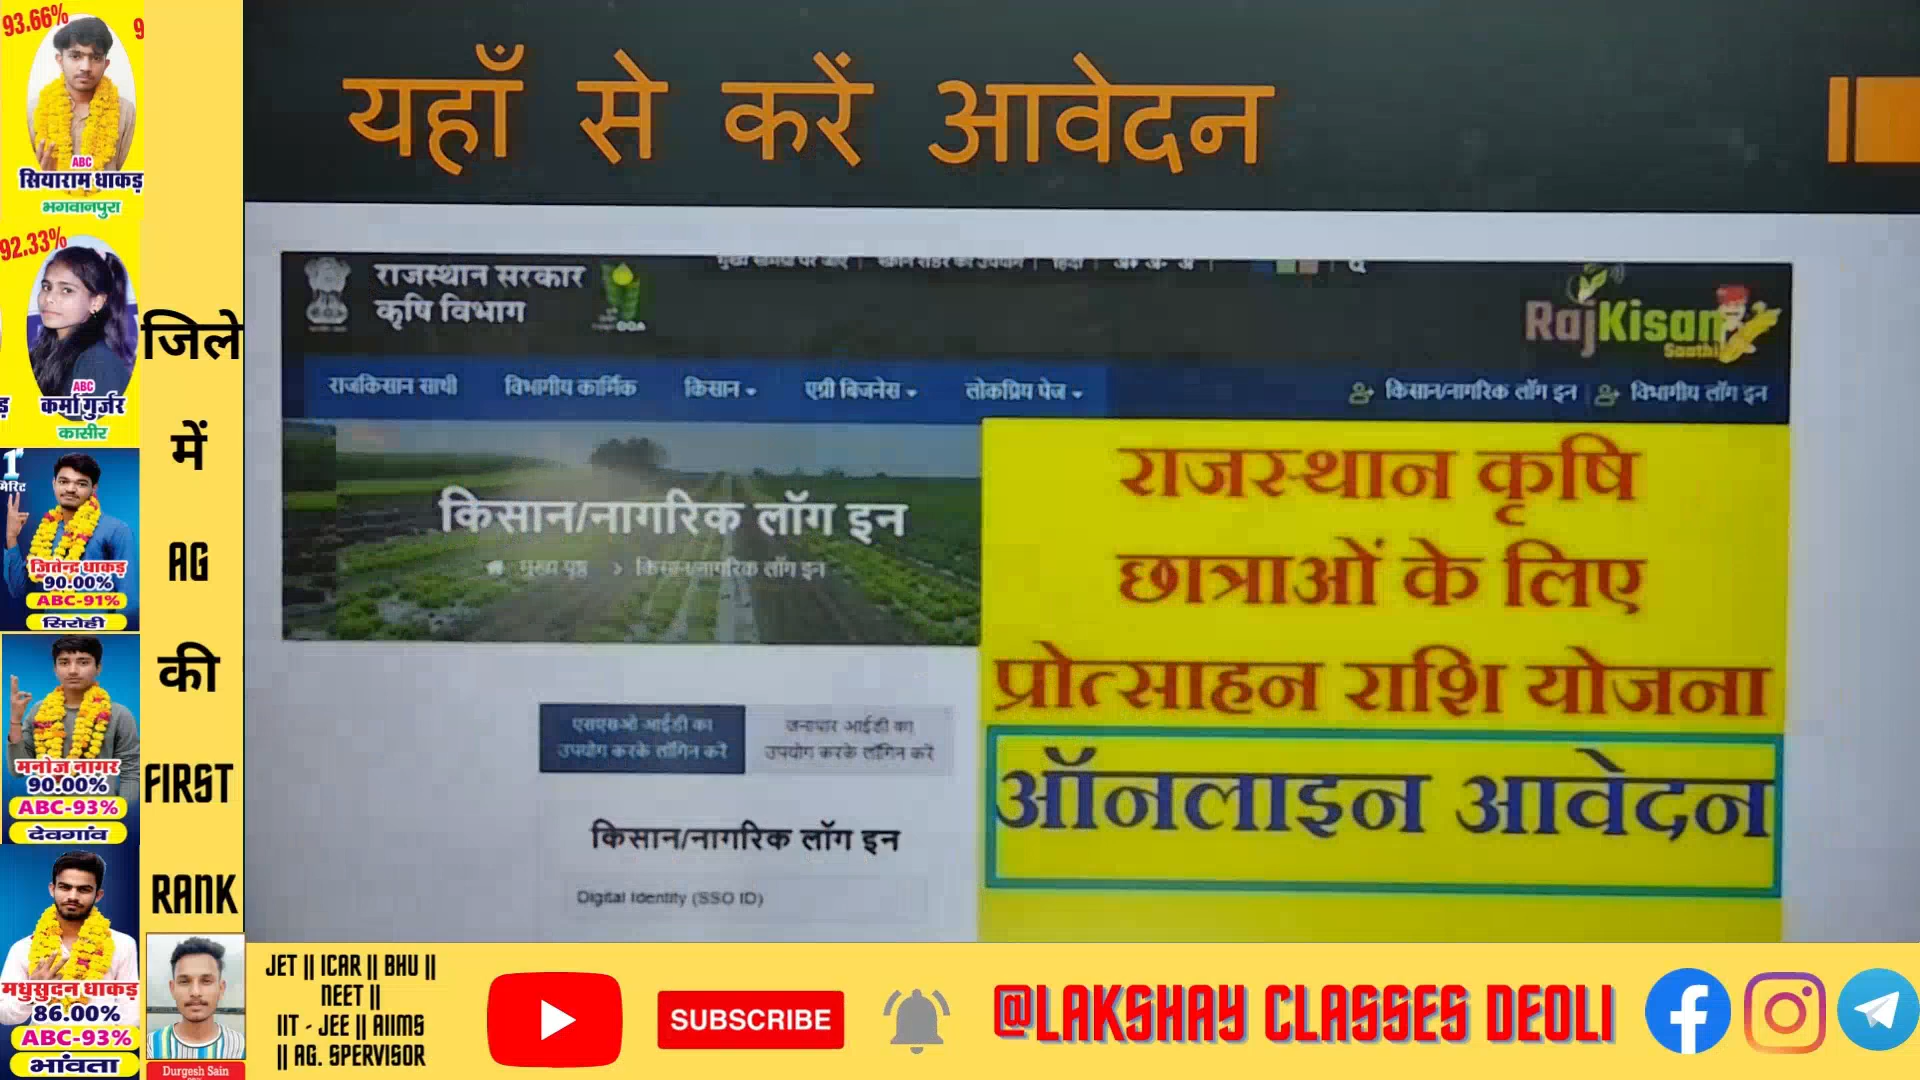 यहाँ से करें आवेदन
राजस्थान सरकार
कृषि विभाग
RajKisan
Saathi
राजकिसान साथी
विभागीय कार्मिक
किसान
एग्री बिजनेस
लोकप्रिय पेज
किसान/नागरिक लॉग इन
विभागीय लॉग इन
किसान/नागरिक लॉग इन
मुख्य पृष्ठ > किसान/नागरिक लॉग इन
एसएसओ आईडी का
उपयोग करके लॉगिन करें
जनाधार आईडी का
उपयोग करके लॉगिन करें
किसान/नागरिक लॉग इन
Digital Identity (SSO ID)
राजस्थान कृषि
छात्राओं के लिए
प्रोत्साहन राशि योजना
ऑनलाइन आवेदन
93.66%
ABC
सियाराम धाकड़
भगवानपुरा
92.33%
ABC
कर्मा गुर्जर
कासीर
1st
मेरिट
जितेन्द्र धाकड़
90.00%
ABC-91%
सिरोही
मनोज नागर
90.00%
ABC-93%
देवगांव
मधुसुदन धाकड़
86.00%
ABC-93%
भांवता
जिले
में
AG
की
FIRST
RANK
Durgesh Sain
JET || ICAR || BHU ||
NEET ||
IIT - JEE || AIIMS
|| AG. SPERVISOR
SUBSCRIBE
@LAKSHAY CLASSES DEOLI